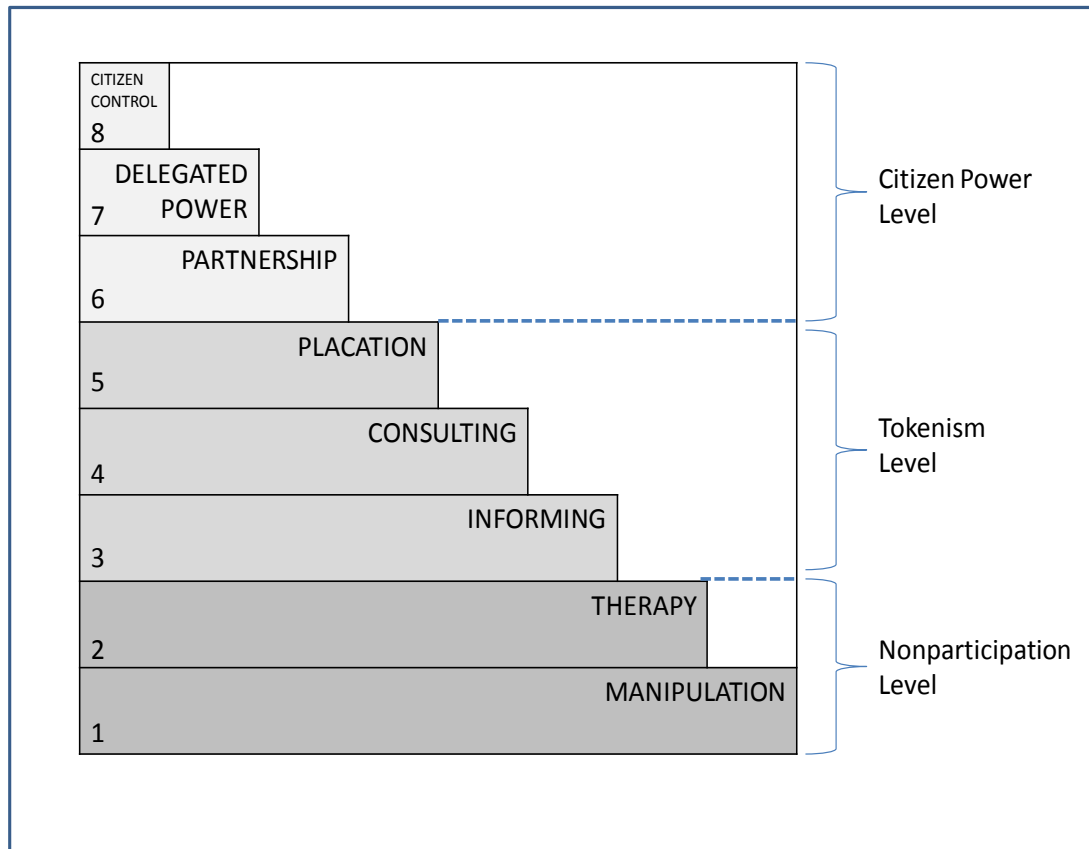 CITIZEN
CONTROL
8
DELEGATED
POWER
7
PARTNERSHIP
6
Citizen Power
Level
PLACATION
5
CONSULTING
4
INFORMING
3
Tokenism
Level
THERAPY
2
MANIPULATION
1
Nonparticipation
Level